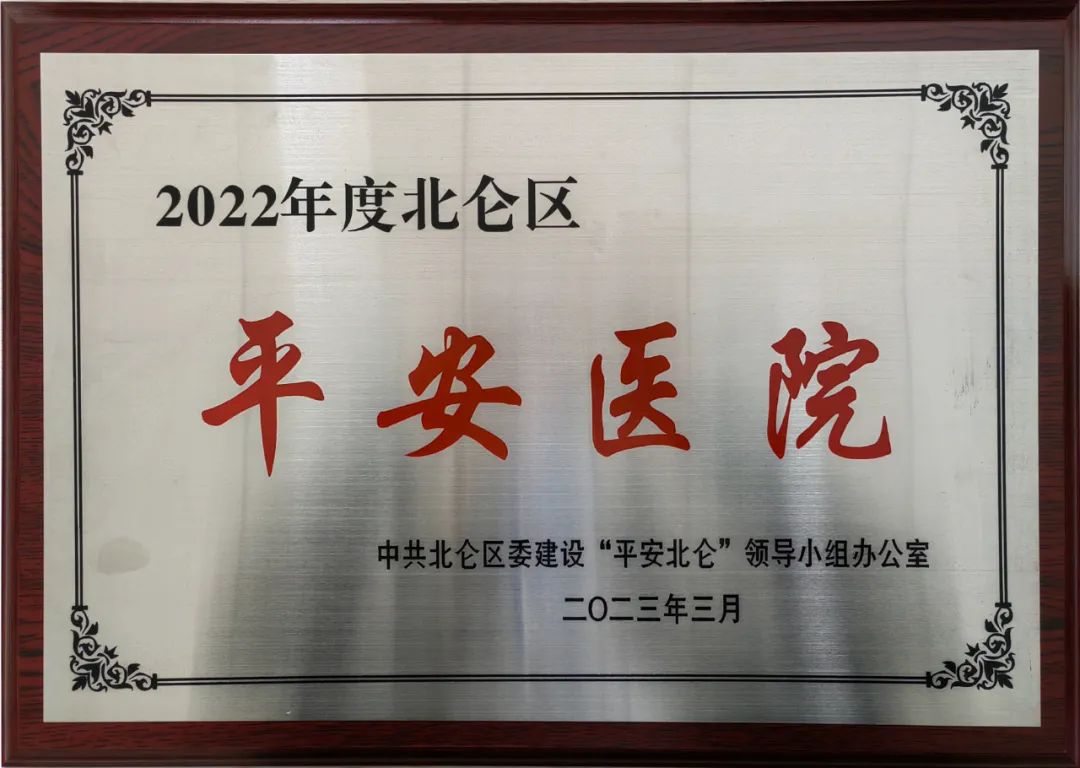 2022年度北仑区
平安医院
中共北仑区委建设“平安北仑”领导小组办公室
二〇二三年三月